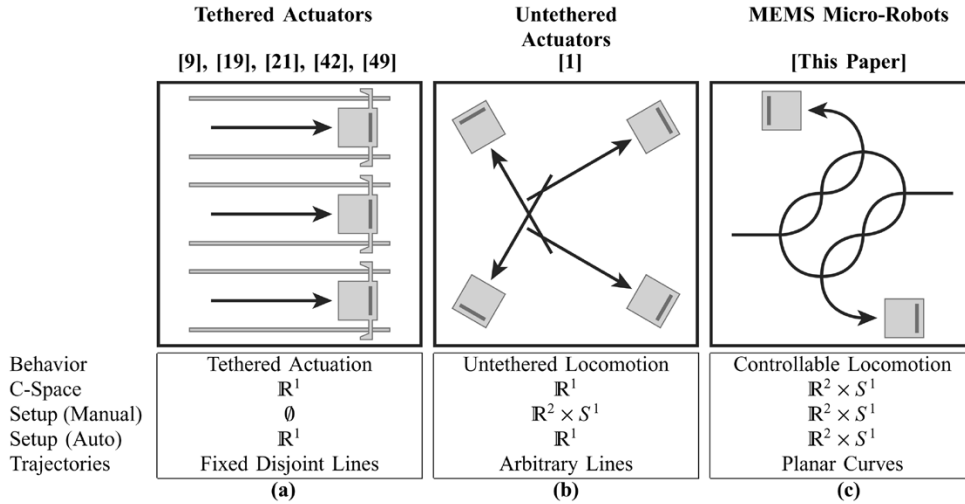 Tethered Actuators
[9], [19], [21], [42], [49]
Untethered
Actuators
[1]
MEMS Micro-Robots
[This Paper]
Behavior Tethered Actuation Untethered Locomotion Controllable Locomotion
C-Space ℝ¹ ℝ¹ ℝ² × S¹
Setup (Manual) ∅ ℝ² × S¹ ℝ² × S¹
Setup (Auto) ℝ¹ ℝ¹ ℝ² × S¹
Trajectories Fixed Disjoint Lines Arbitrary Lines Planar Curves
(a) (b) (c)